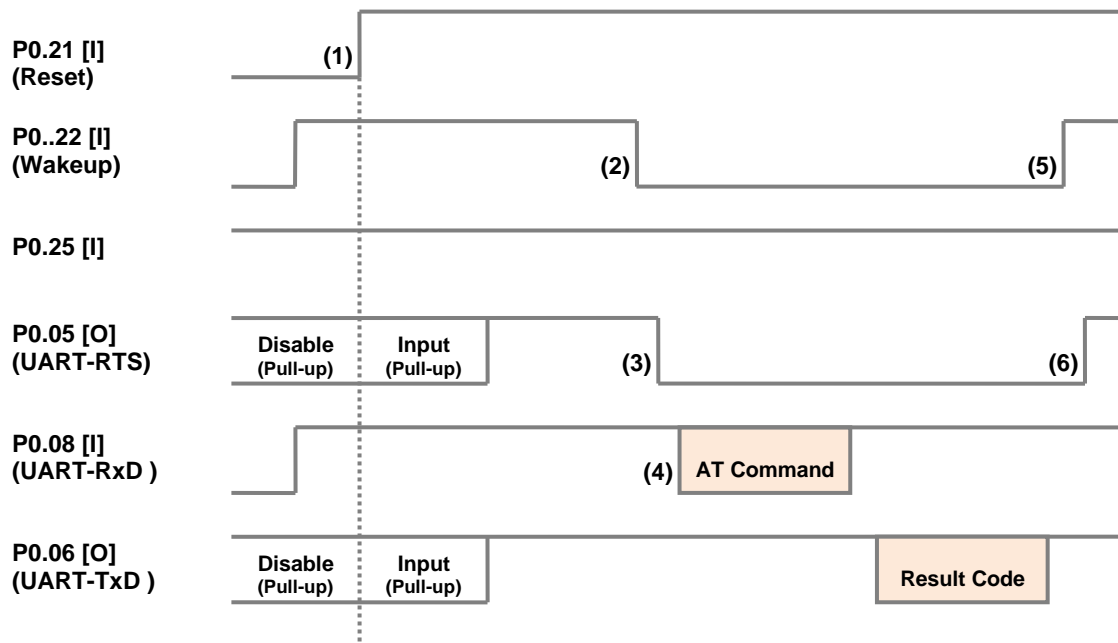 P0.21 [I]
(Reset)
(1)
P0..22 [I]
(Wakeup)
(2)
(5)
P0.25 [I]
P0.05 [O]
(UART-RTS)
Disable
(Pull-up)
Input
(Pull-up)
(3)
(6)
P0.08 [I]
(UART-RxD )
(4)
AT Command
P0.06 [O]
(UART-TxD )
Disable
(Pull-up)
Input
(Pull-up)
Result Code